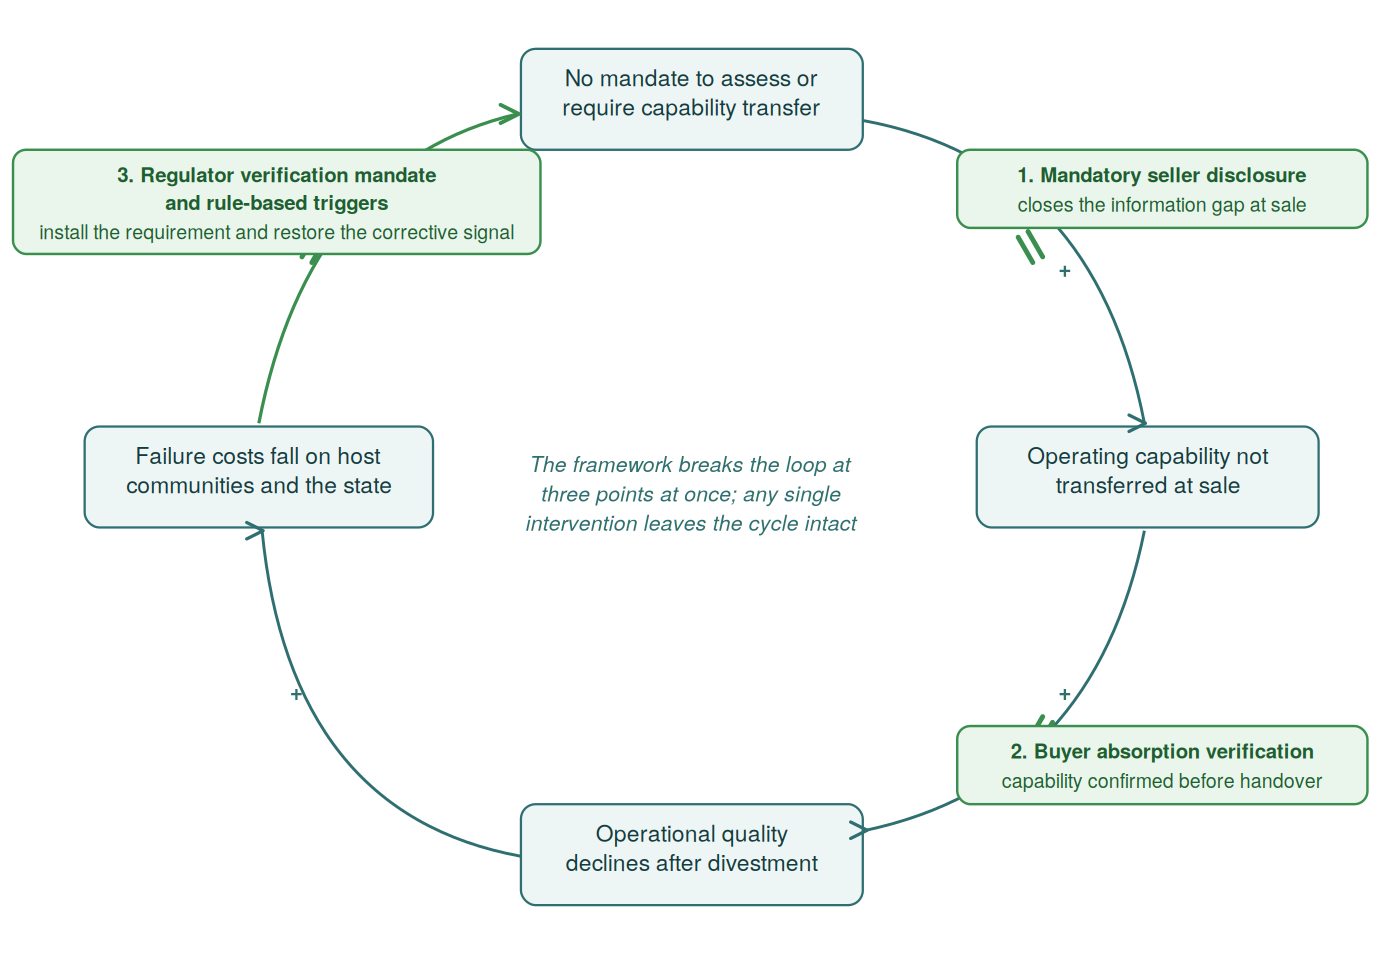 No mandate to assess or
require capability transfer
3. Regulator verification mandate
and rule-based triggers
install the requirement and restore the corrective signal
1. Mandatory seller disclosure
closes the information gap at sale
+
Failure costs fall on host
communities and the state
The framework breaks the loop at
three points at once; any single
intervention leaves the cycle intact
Operating capability not
transferred at sale
+
+
2. Buyer absorption verification
capability confirmed before handover
Operational quality
declines after divestment